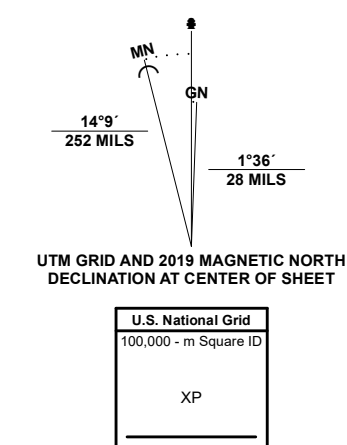 MN
GN
14°9´
252 MILS
1°36´
28 MILS
UTM GRID AND 2019 MAGNETIC NORTH
DECLINATION AT CENTER OF SHEET
U.S. National Grid
100,000 - m Square ID
XP